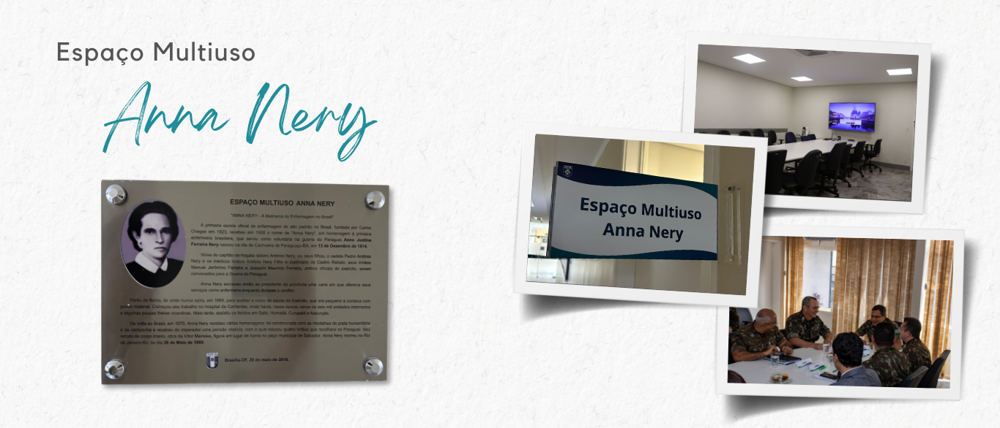 Espaço Multiuso
Anna Nery
ESPAÇO MULTIUSO ANNA NERY
"ANNA NERY - A Matriarca da Enfermagem no Brasil"
A primeira escola oficial de enfermagem de alto padrão no Brasil, fundada por Carlos
Chagas em 1923, recebeu em 1926 o nome de "Anna Nery", em homenagem à primeira
enfermeira brasileira, que serviu como voluntária na guerra do Paraguai. Anna Justina
Ferreira Nery nasceu na vila de Cachoeira de Paraguaçu-BA, em 13 de Dezembro de 1814.
Viúva do capitão-de-fragata Isidoro Antônio Nery, viu seus filhos, o cadete Pedro Antônio
Nery e os médicos Isidoro Antônio Nery Filho e Justiniano de Castro Rebelo; seus irmãos
Manuel Jerônimo Ferreira e Joaquim Maurício Ferreira, ambos oficiais do exército, serem
convocados para a Guerra do Paraguai.
Anna Nery escreveu então ao presidente da província uma carta em que oferecia seus
serviços como enfermeira enquanto durasse o conflito.
Partiu da Bahia, de onde nunca saíra, em 1865, para auxiliar o corpo de saúde do Exército, que era pequeno e contava com
pouco material. Começou seu trabalho no hospital de Corrientes, onde havia, nessa época, cerca de seis mil soldados internados
e algumas poucas freiras vicentinas. Mais tarde, assistiu os feridos em Salto, Humaitá, Curupaiti e Assunção.
De volta ao Brasil, em 1870, Anna Nery recebeu várias homenagens: foi condecorada com as medalhas de prata humanitária
e da campanha e recebeu do imperador uma pensão vitalícia, com a qual educou quatro órfãos que recolhera no Paraguai. Seu
retrato de corpo inteiro, obra de Vitor Meireles, figura em lugar de honra no paço municipal de Salvador. Anna Nery morreu no Rio
de Janeiro-RJ, no dia 20 de Maio de 1880.
Brasília-DF, 20 de maio de 2016.
Espaço Multiuso
Anna Nery